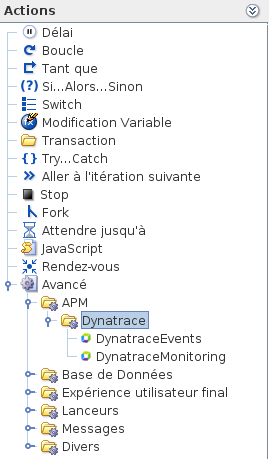 Actions
Délai
Boucle
Tant que
Si...Alors...Sinon
Switch
Modification Variable
Transaction
Try...Catch
Aller à l'itération suivante
Stop
Fork
Attendre jusqu'à
JavaScript
Rendez-vous
Avancé
APM
Dynatrace
DynatraceEvents
DynatraceMonitoring
Base de Données
Expérience utilisateur final
Lanceurs
Messages
Divers